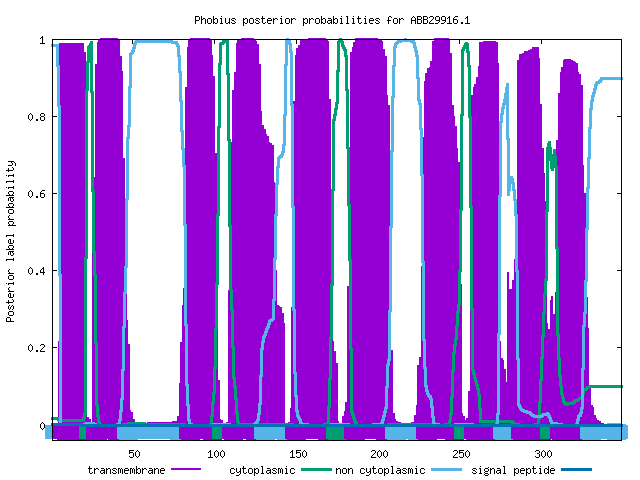 Phobius posterior probabilities for ABB29916.1
1
0.8
0.6
0.4
0.2
0
Posterior label probability
50 100 150 200 250 300
transmembrane cytoplasmic non cytoplasmic signal peptide